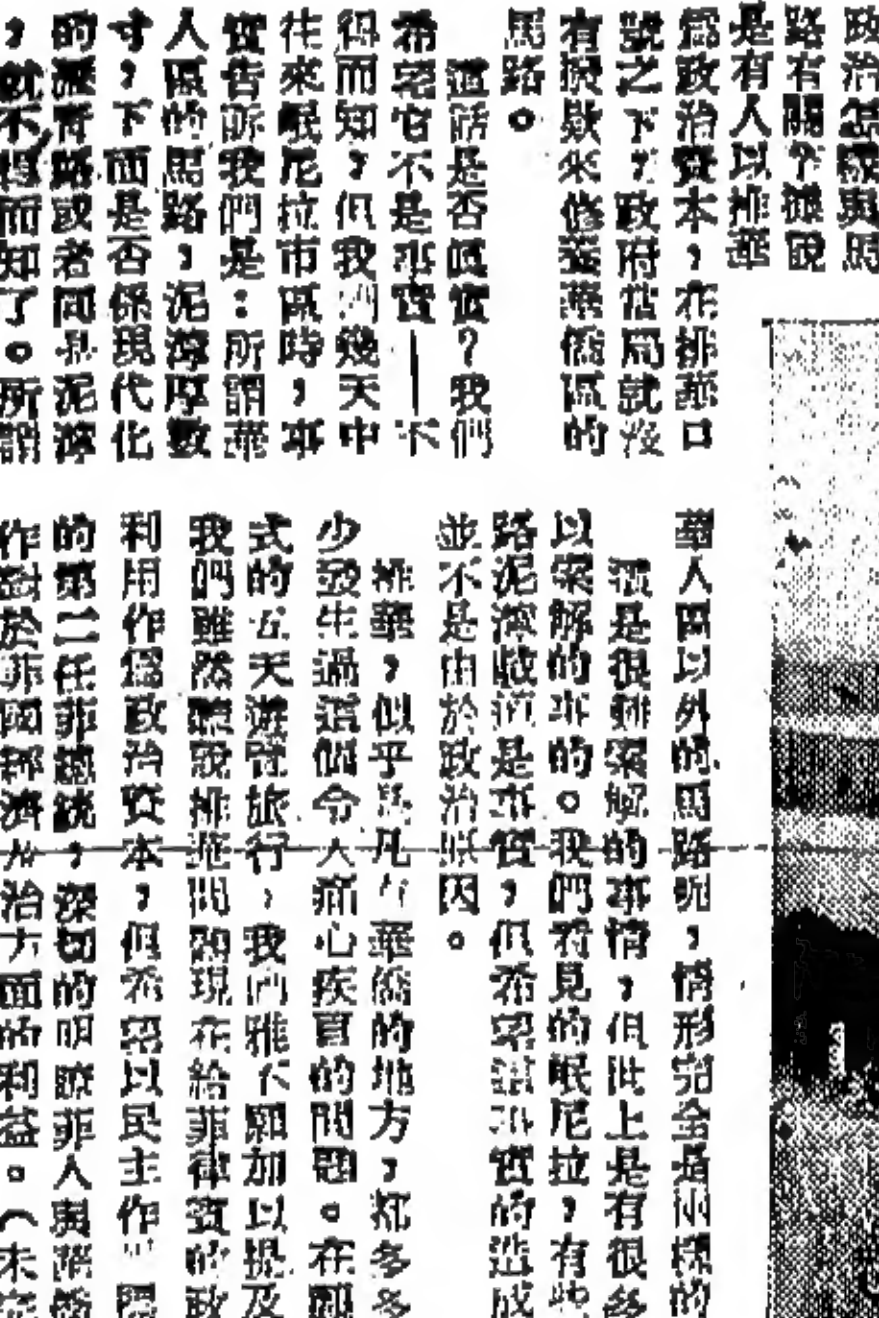 政治怎樣與馬
路有關？據說
是有人以排華
為政治資本，在排華口
號之下，政府當局就沒
有撥款來修築華僑區的
馬路。
這話是否眞實？我們
希望它不是事實——不
得而知，但我們幾天中
往來岷尼拉市區時，事
實告訴我們是：所謂華
人區的馬路，泥濘厚數
寸，下面是否係現代化
的瀝青路或者間是泥濘
，就不得而知了。所謂
華人區以外的馬路呢，情形完全是兩樣的
這是很難索解的事情，但世上是有很多
以索解的事的。我們看見的岷尼拉，有些
路泥濘載道是事實，但希望這事實的造成
並不是由於政治原因。
排華，似乎是凡有華僑的地方，都多多
少發生過這個令人痛心疾首的問題。在
式的五天遊覽旅行，我們雖不願加以提及
我們雖然聽說排華問題現在給菲律賓的政
利用作為政治資本，但希望以民主作
的第二任菲總統，深切的明瞭菲人與華僑
作對於菲國經濟政治方面的利益。（未完